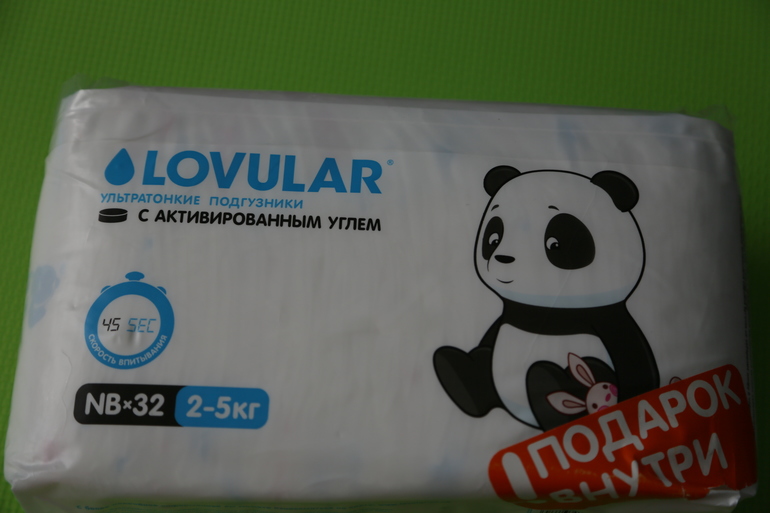 LOVULAR®
УЛЬТРАТОНКИЕ ПОДГУЗНИКИ
С АКТИВИРОВАННЫМ УГЛЕМ
45 SEC
СКОРОСТЬ ВПИТЫВАНИЯ
NB×32 2-5кг
ПОДАРОК
ВНУТРИ